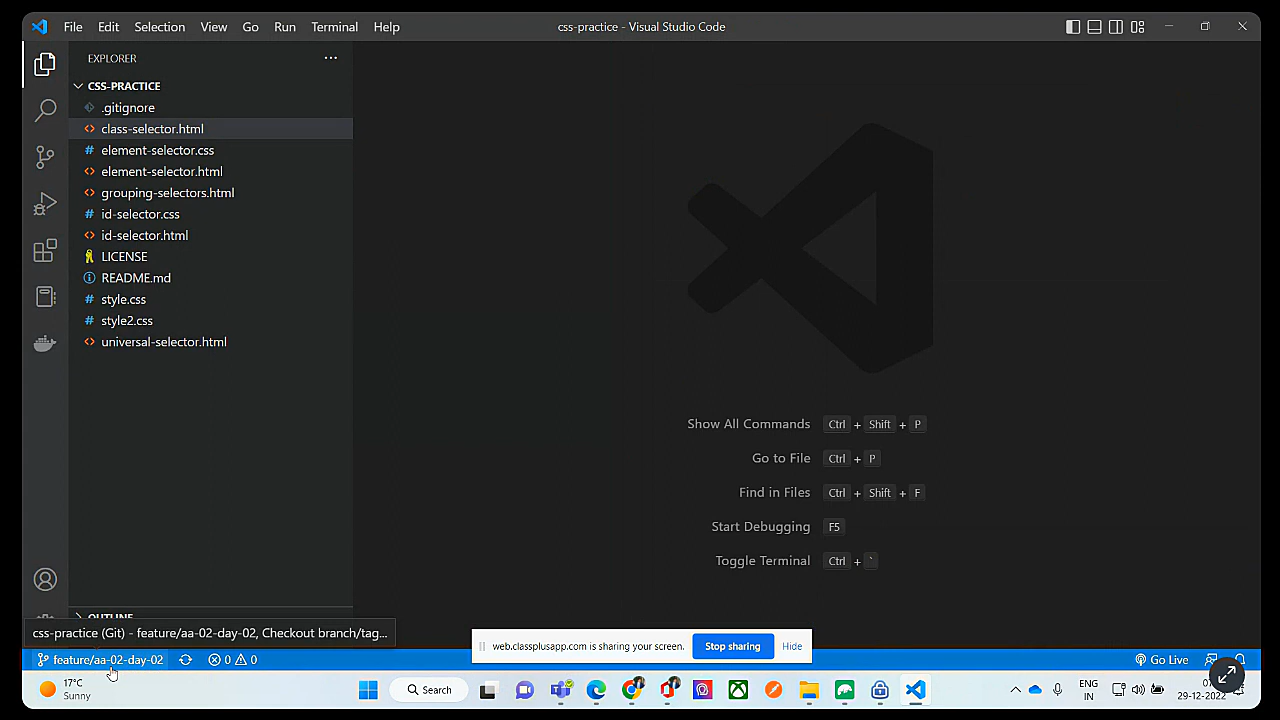 File Edit Selection View Go Run Terminal Help
css-practice - Visual Studio Code
EXPLORER
CSS-PRACTICE
.gitignore
class-selector.html
element-selector.css
element-selector.html
grouping-selectors.html
id-selector.css
id-selector.html
LICENSE
README.md
style.css
style2.css
universal-selector.html
Show All Commands Ctrl + Shift + P
Go to File Ctrl + P
Find in Files Ctrl + Shift + F
Start Debugging F5
Toggle Terminal Ctrl + `
OUTLINE
css-practice (Git) - feature/aa-02-day-02, Checkout branch/tag...
web.classplusapp.com is sharing your screen. Stop sharing Hide
feature/aa-02-day-02 0 0
Go Live
17°C
Sunny
Search
ENG
IN
29-12-2022